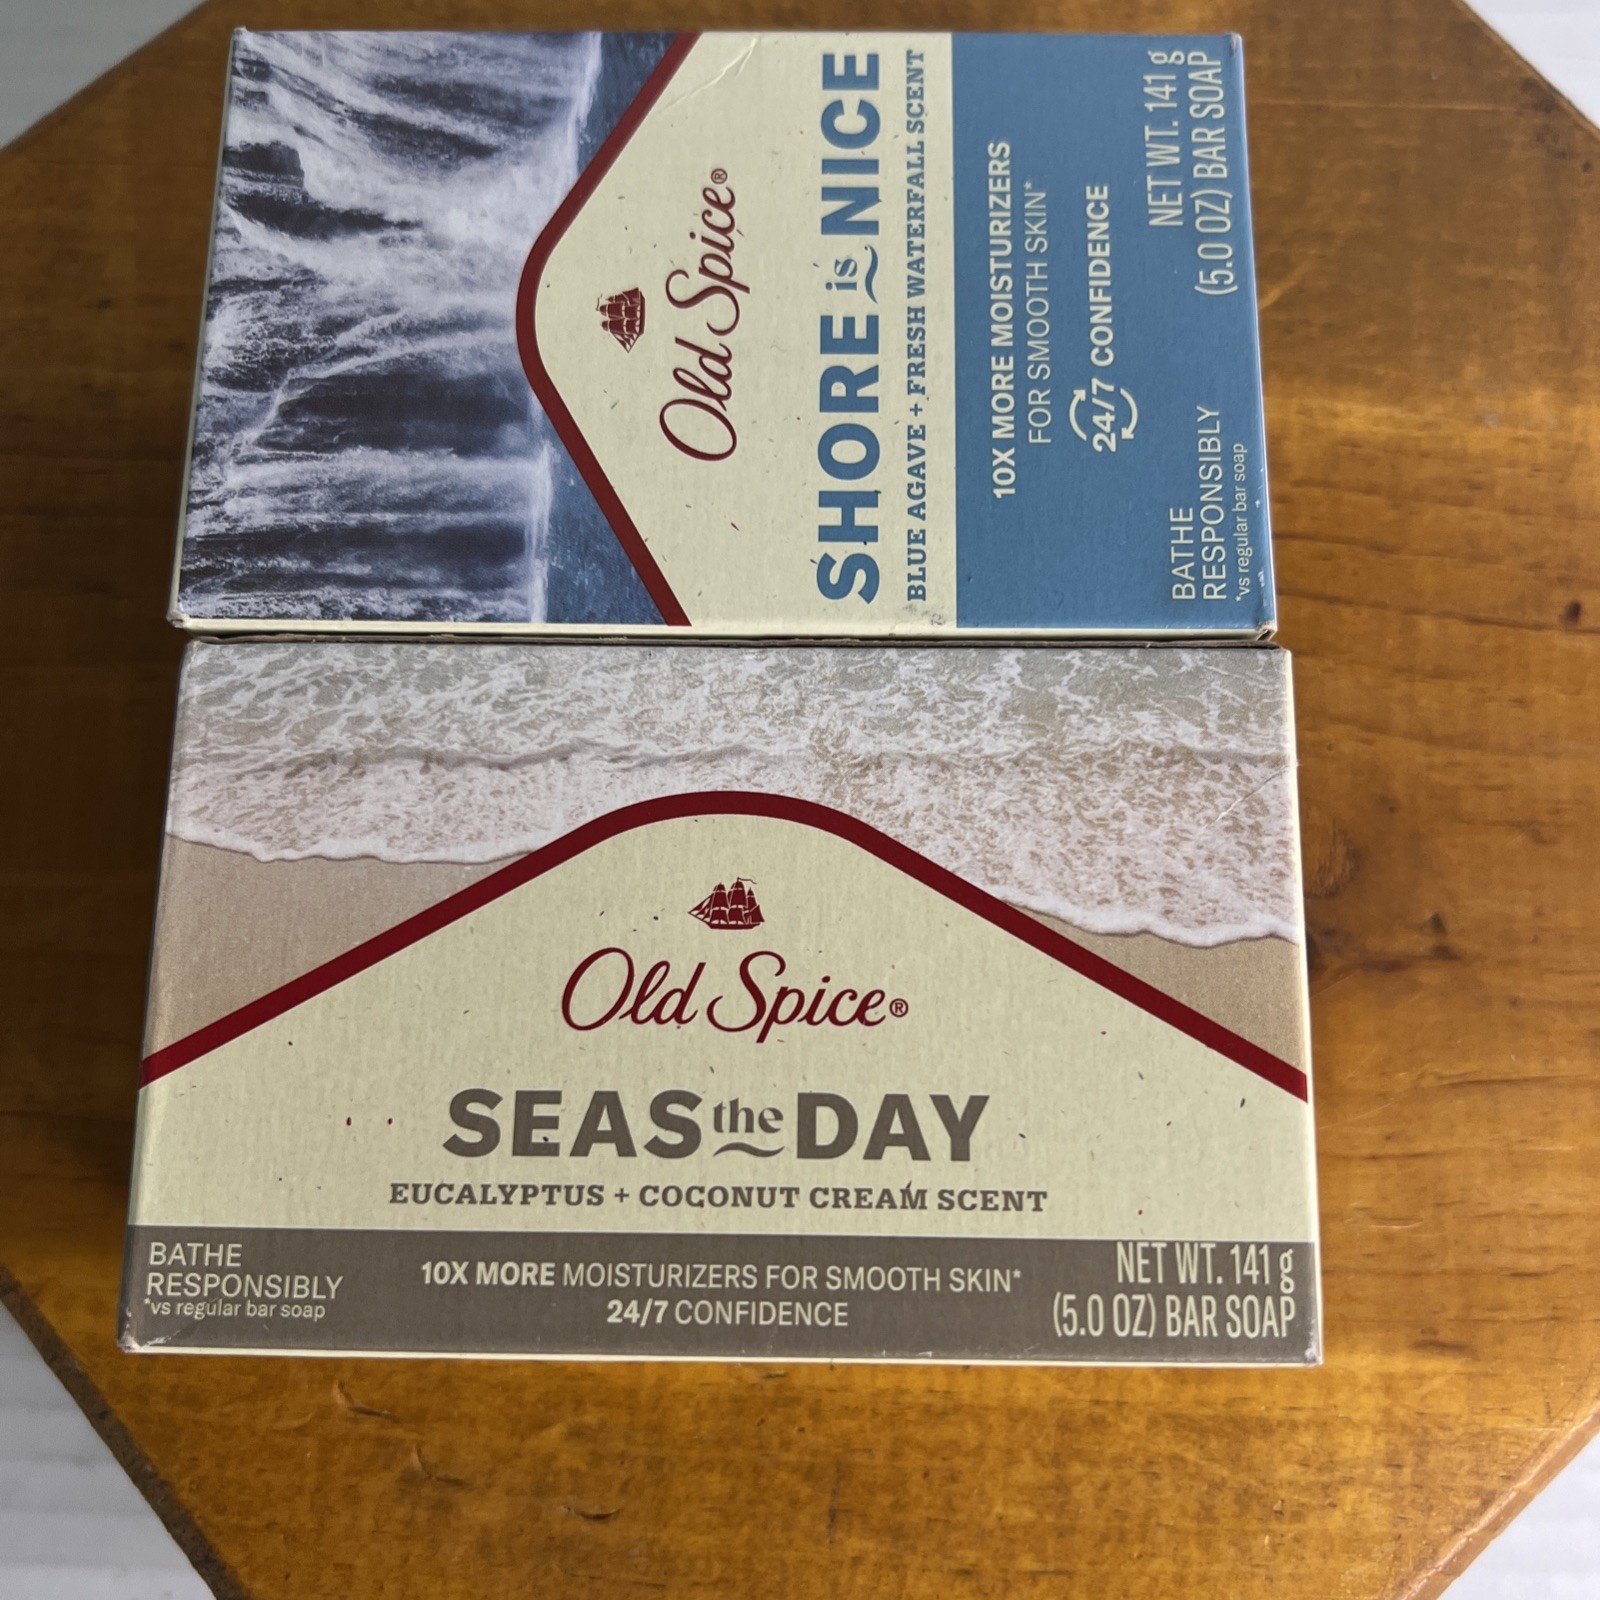 Old Spice®
SHORE is NICE
BLUE AGAVE + FRESH WATERFALL SCENT
10X MORE MOISTURIZERS
FOR SMOOTH SKIN*
24/7 CONFIDENCE
BATHE
RESPONSIBLY
*vs regular bar soap
NET WT. 141 g
(5.0 OZ) BAR SOAP
Old Spice®
SEAS the DAY
EUCALYPTUS + COCONUT CREAM SCENT
BATHE
RESPONSIBLY
*vs regular bar soap
10X MORE MOISTURIZERS FOR SMOOTH SKIN*
24/7 CONFIDENCE
NET WT. 141 g
(5.0 OZ) BAR SOAP